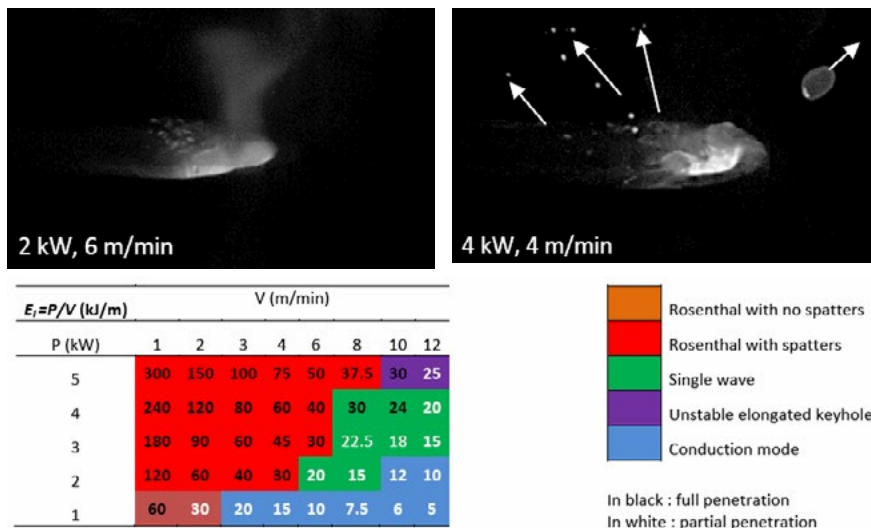 2 kW, 6 m/min
4 kW, 4 m/min
Eₗ=P/V (kJ/m) V (m/min)
P (kW) 1 2 3 4 6 8 10 12
5 300 150 100 75 50 37.5 30 25
4 240 120 80 60 40 30 24 20
3 180 90 60 45 30 22.5 18 15
2 120 60 40 30 20 15 12 10
1 60 30 20 15 10 7.5 6 5
Rosenthal with no spatters
Rosenthal with spatters
Single wave
Unstable elongated keyhole
Conduction mode
In black : full penetration
In white : partial penetration